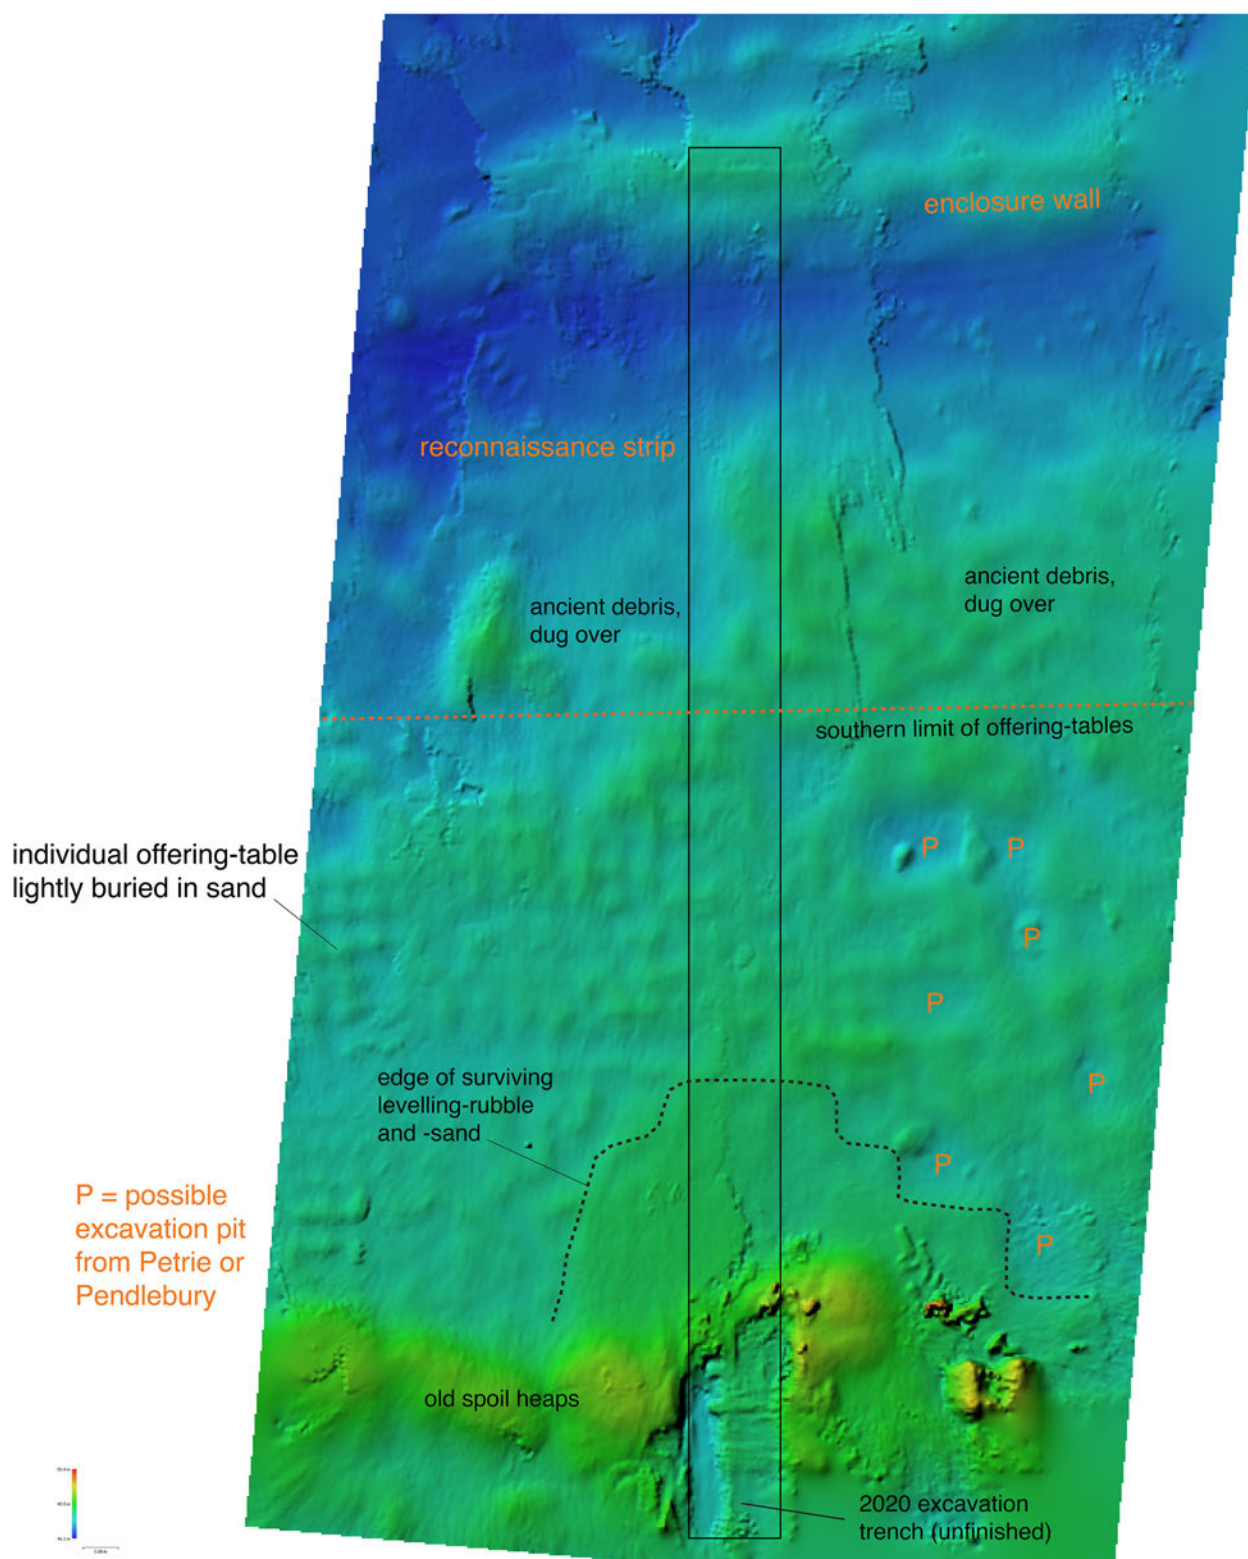 enclosure wall
reconnaissance strip
ancient debris,
dug over
ancient debris,
dug over
southern limit of offering-tables
individual offering-table
lightly buried in sand
P
P
P
P
edge of surviving
levelling-rubble
and -sand
P
P
P = possible
excavation pit
from Petrie or
Pendlebury
P
old spoil heaps
2020 excavation
trench (unfinished)